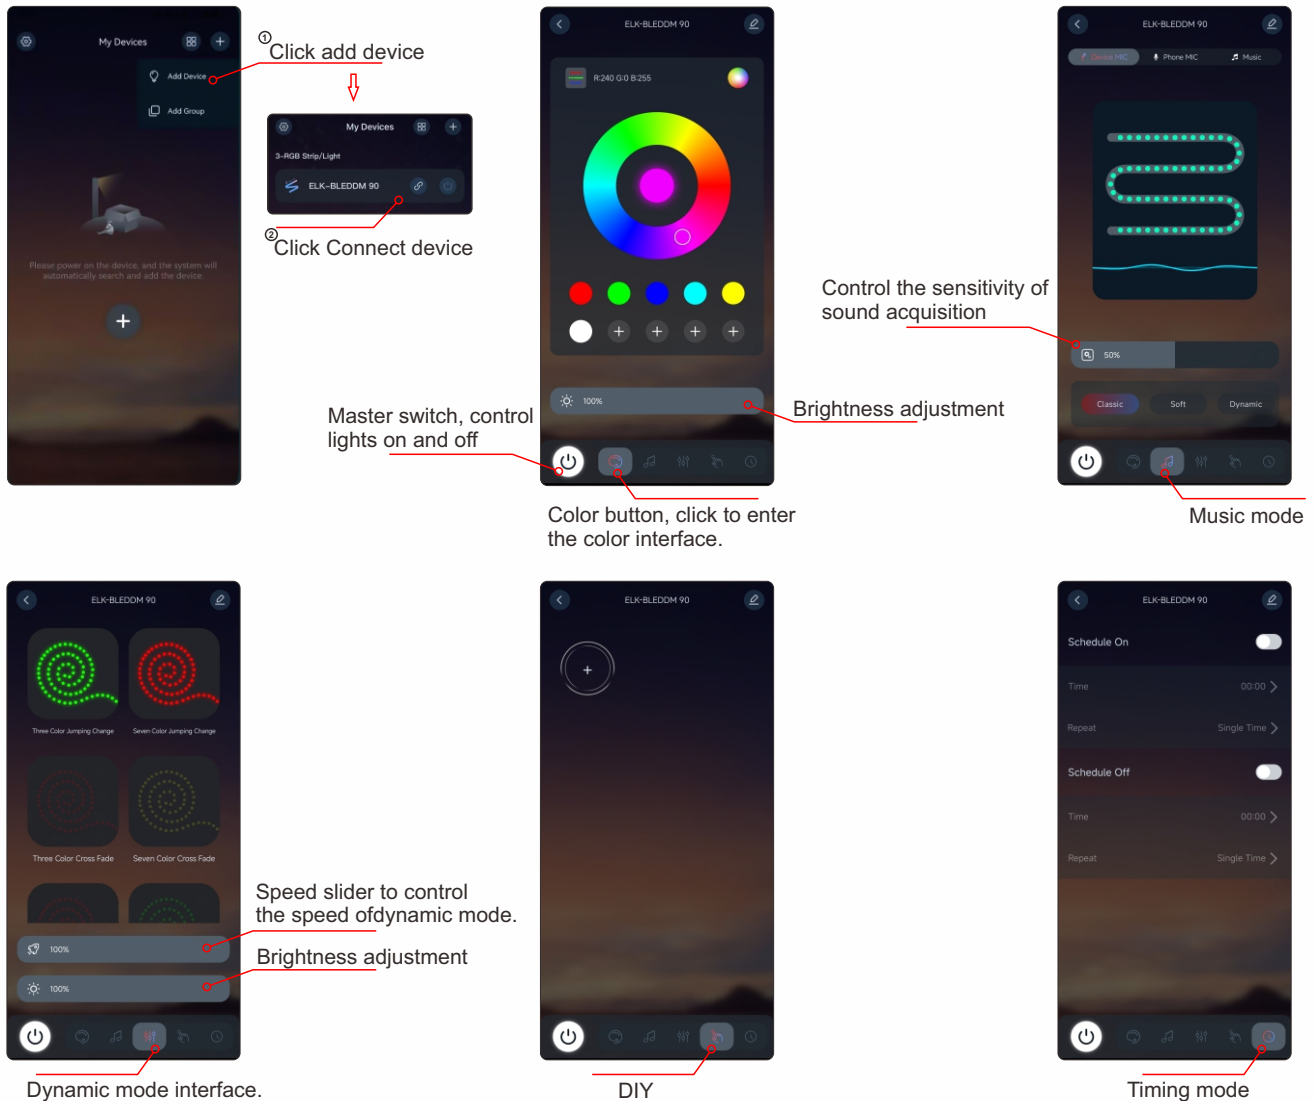 My Devices
Add Device
Add Group
Please power on the device, and the system will
automatically search and add the device.
①Click add device
My Devices
3-RGB Strip/Light
ELK-BLEDDM 90
②Click Connect device
ELK-BLEDDM 90
R:240 G:0 B:255
100%
Master switch, control
lights on and off
Brightness adjustment
Color button, click to enter
the color interface.
ELK-BLEDDM 90
Device MIC
Phone MIC
Music
Control the sensitivity of
sound acquisition
50%
Classic
Soft
Dynamic
Music mode
ELK-BLEDDM 90
Three Color Jumping Change
Seven Color Jumping Change
Three Color Cross Fade
Seven Color Cross Fade
100%
100%
Speed slider to control
the speed ofdynamic mode.
Brightness adjustment
Dynamic mode interface.
ELK-BLEDDM 90
DIY
ELK-BLEDDM 90
Schedule On
Time 00:00
Repeat Single Time
Schedule Off
Time 00:00
Repeat Single Time
Timing mode